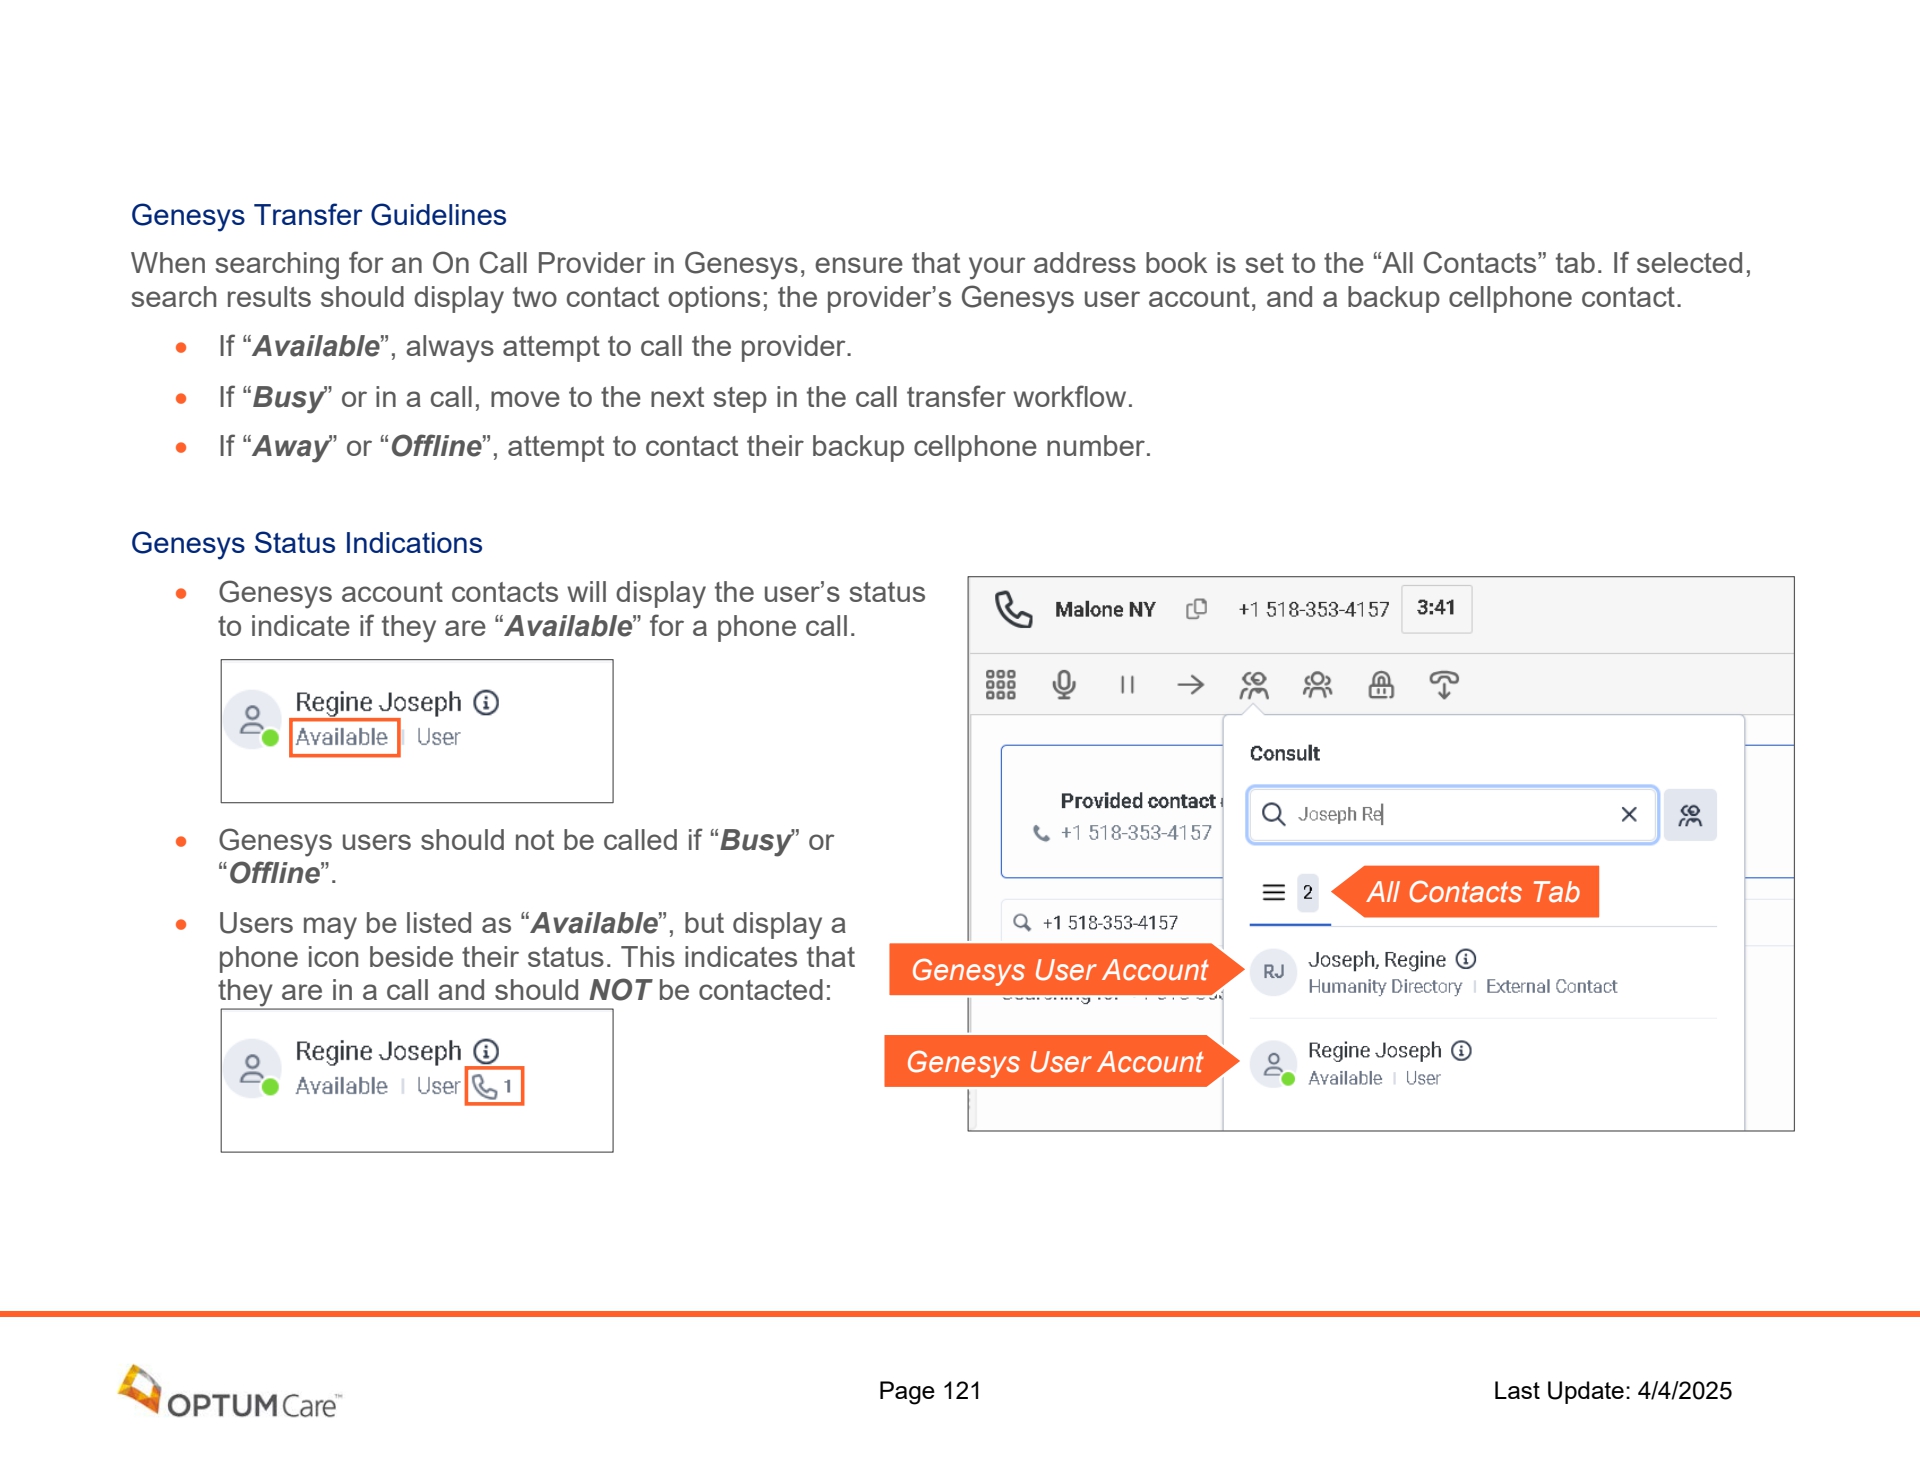 Genesys Transfer Guidelines
When searching for an On Call Provider in Genesys, ensure that your address book is set to the “All Contacts” tab. If selected,
search results should display two contact options; the provider’s Genesys user account, and a backup cellphone contact.
• If “Available”, always attempt to call the provider.
• If “Busy” or in a call, move to the next step in the call transfer workflow.
• If “Away” or “Offline”, attempt to contact their backup cellphone number.
Genesys Status Indications
• Genesys account contacts will display the user’s status
to indicate if they are “Available” for a phone call.
Regine Joseph
Available | User
• Genesys users should not be called if “Busy” or
“Offline”.
• Users may be listed as “Available”, but display a
phone icon beside their status. This indicates that
they are in a call and should NOT be contacted:
Regine Joseph
Available | User 1
Malone NY +1 518-353-4157 3:41
Provided contact
+1 518-353-4157
+1 518-353-4157
Consult
Joseph Re
2
All Contacts Tab
Genesys User Account
Joseph, Regine
Humanity Directory | External Contact
Genesys User Account
Regine Joseph
Available | User
OPTUM Care™
Page 121
Last Update: 4/4/2025